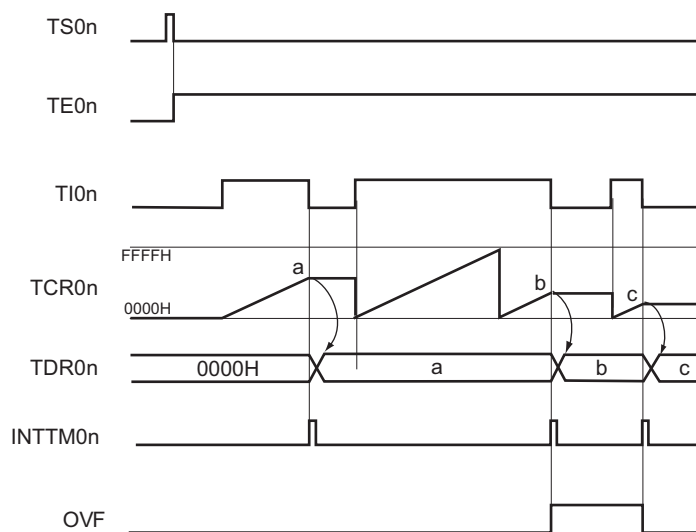 TS0n
TE0n
TI0n
FFFFH
TCR0n
0000H
a
b
c
TDR0n
0000H
a
b
c
INTTM0n
OVF